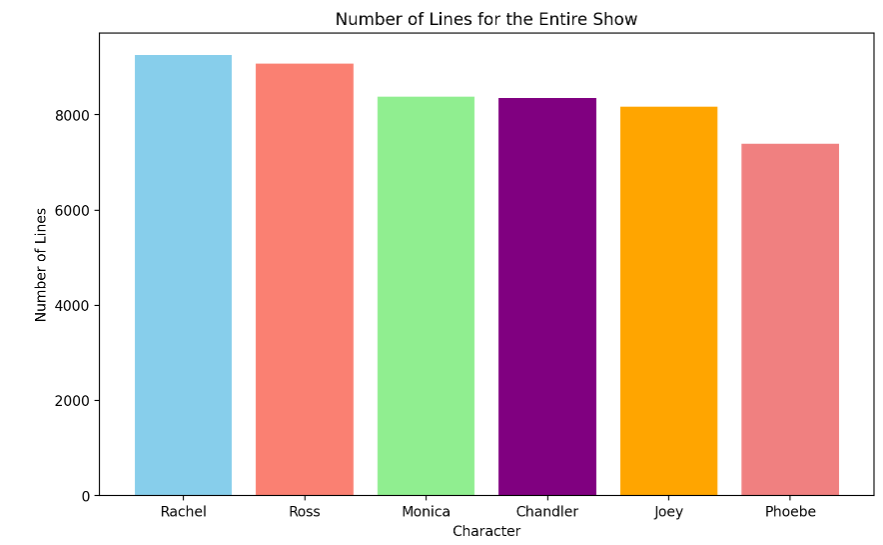 Number of Lines for the Entire Show
Number of Lines
8000
6000
4000
2000
0
Rachel Ross Monica Chandler Joey Phoebe
Character